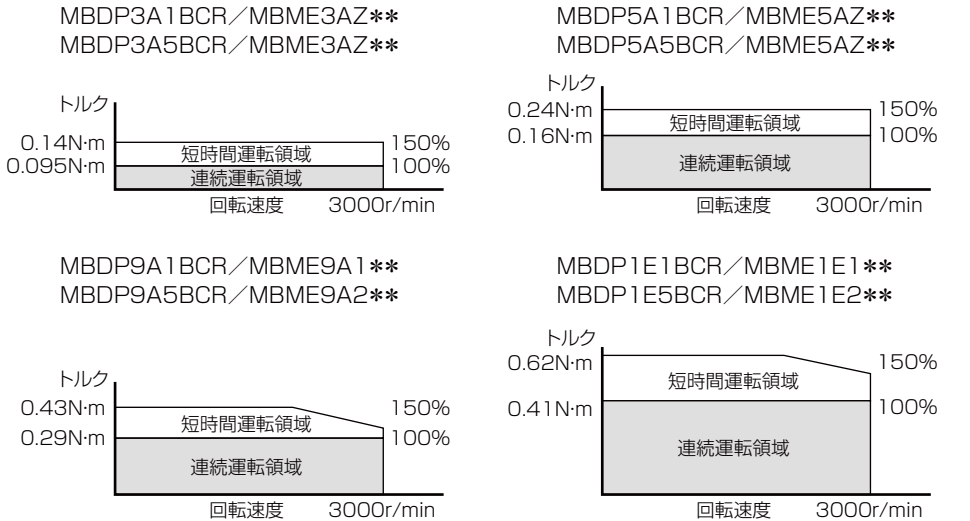 MBDP3A1BCR／MBME3AZ**
MBDP3A5BCR／MBME3AZ**
トルク
0.14N·m
0.095N·m
短時間運転領域
連続運転領域
150%
100%
回転速度
3000r/min
MBDP5A1BCR／MBME5AZ**
MBDP5A5BCR／MBME5AZ**
トルク
0.24N·m
0.16N·m
短時間運転領域
連続運転領域
150%
100%
回転速度
3000r/min
MBDP9A1BCR／MBME9A1**
MBDP9A5BCR／MBME9A2**
トルク
0.43N·m
0.29N·m
短時間運転領域
連続運転領域
150%
100%
回転速度
3000r/min
MBDP1E1BCR／MBME1E1**
MBDP1E5BCR／MBME1E2**
トルク
0.62N·m
0.41N·m
短時間運転領域
連続運転領域
150%
100%
回転速度
3000r/min